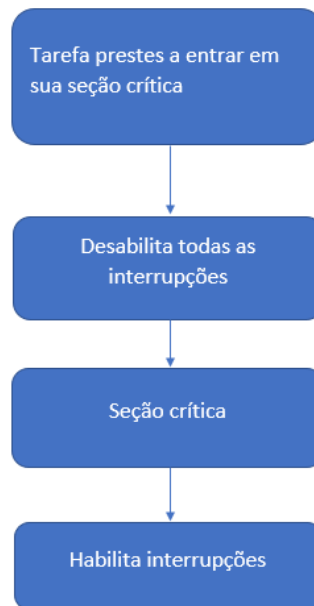 Tarefa prestes a entrar em
sua seção crítica
Desabilita todas as
interrupções
Seção crítica
Habilita interrupções